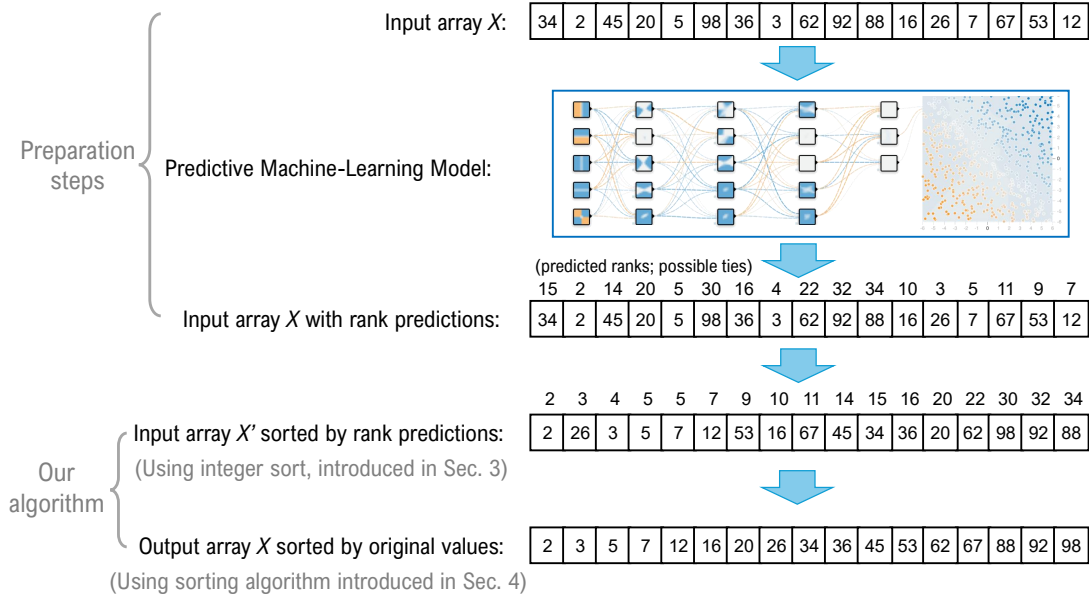 Input array X: 34 2 45 20 5 98 36 3 62 92 88 16 26 7 67 53 12
Preparation
steps
Predictive Machine-Learning Model:
(predicted ranks; possible ties)
15 2 14 20 5 30 16 4 22 32 34 10 3 5 11 9 7
Input array X with rank predictions: 34 2 45 20 5 98 36 3 62 92 88 16 26 7 67 53 12
2 3 4 5 5 7 9 10 11 14 15 16 20 22 30 32 34
Input array X' sorted by rank predictions: 2 26 3 5 7 12 53 16 67 45 34 36 20 62 98 92 88
(Using integer sort, introduced in Sec. 3)
Our
algorithm
Output array X sorted by original values: 2 3 5 7 12 16 20 26 34 36 45 53 62 67 88 92 98
(Using sorting algorithm introduced in Sec. 4)